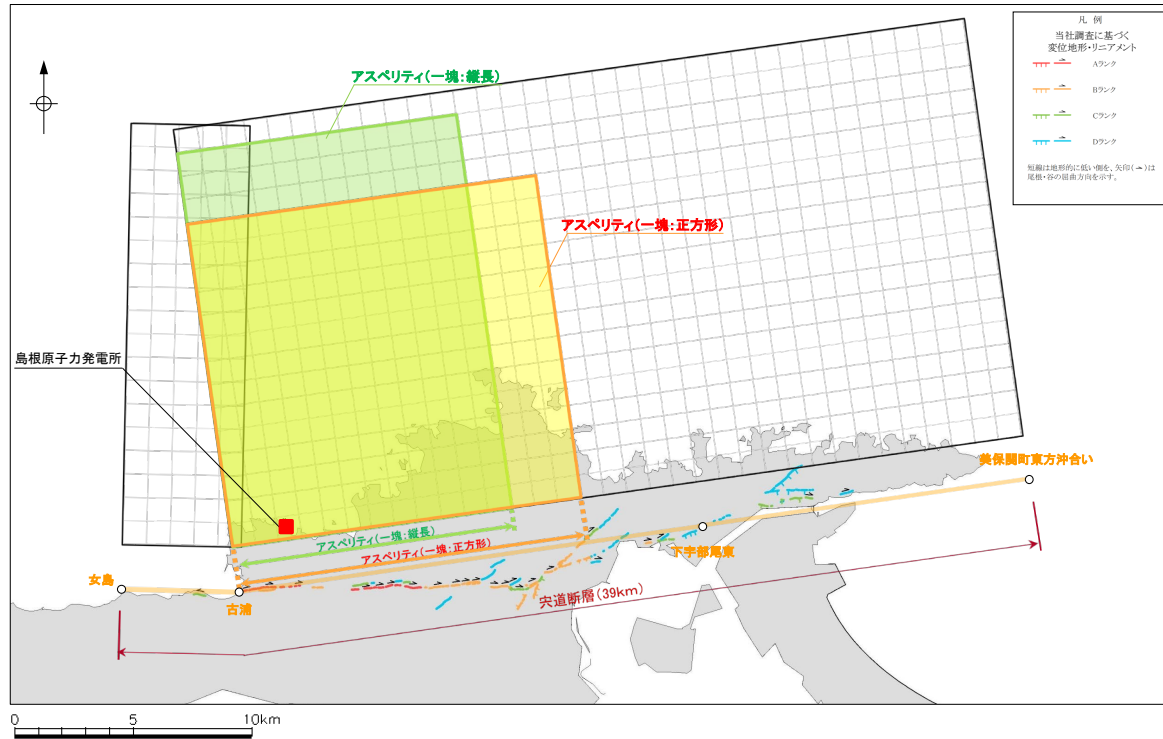 凡 例
当社調査に基づく
変位地形・リニアメント
Aランク
Bランク
Cランク
Dランク
短線は地形的に低い側を、矢印(→)は
尾根・谷の屈曲方向を示す。
アスペリティ(一塊:縦長)
アスペリティ(一塊:正方形)
島根原子力発電所
美保関町東方沖合い
アスペリティ(一塊:縦長)
アスペリティ(一塊:正方形)
下宇部尾東
女島
古浦
宍道断層(39km)
0 5 10km